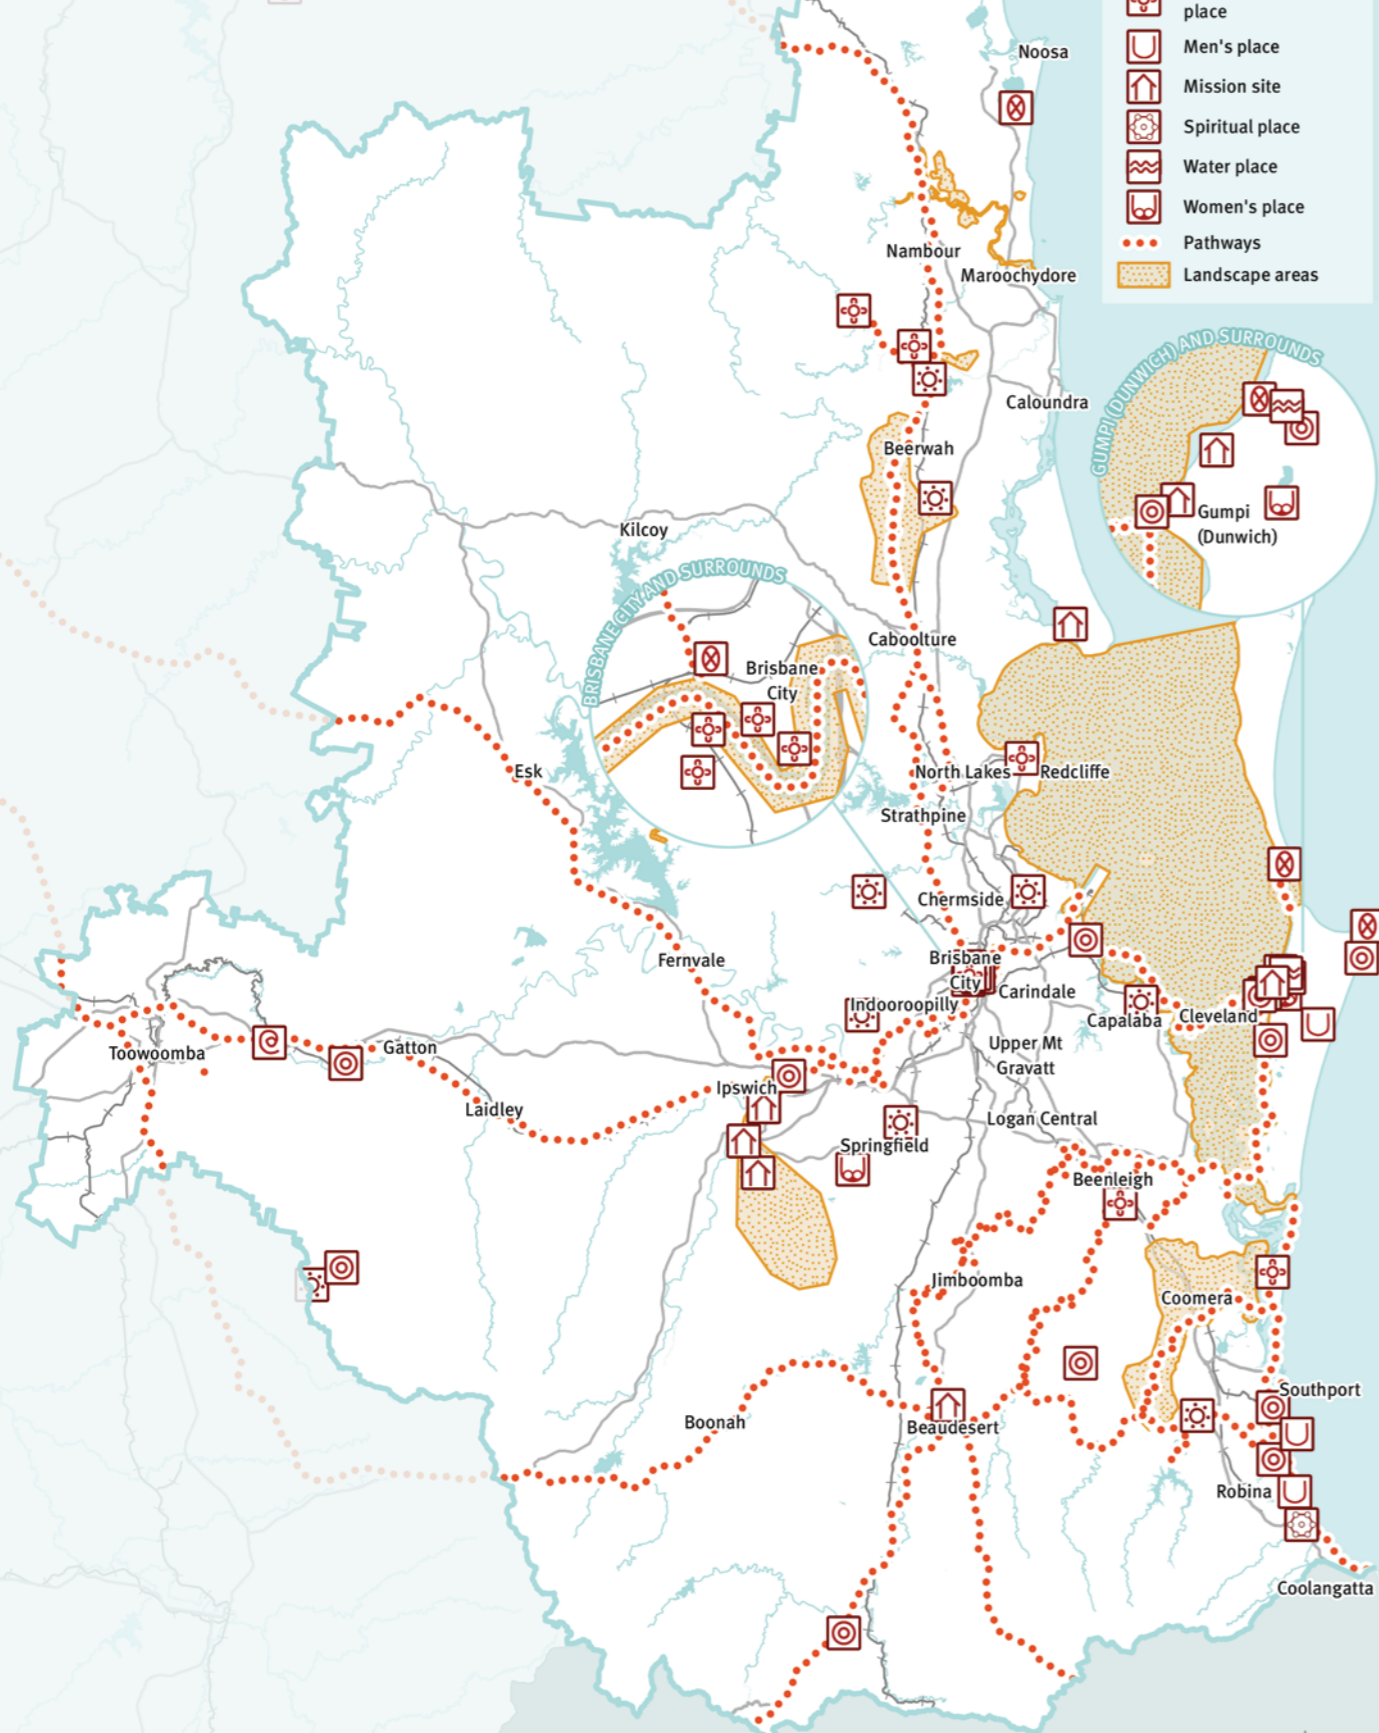 place
Men's place
Mission site
Spiritual place
Water place
Women's place
Pathways
Landscape areas
Noosa
Nambour
Maroochydore
GUMPI (DUNWICH) AND SURROUNDS
Caloundra
Beerwah
Gumpi
(Dunwich)
Kilcoy
BRISBANE CITY AND SURROUNDS
Caboolture
Brisbane
City
Esk
North Lakes
Redcliffe
Strathpine
Chermside
Fernvale
Brisbane
City
Carindale
Indooroopilly
Capalaba
Cleveland
Toowoomba
Gatton
Upper Mt
Gravatt
Ipswich
Laidley
Logan Central
Springfield
Beenleigh
Jimboomba
Coomera
Southport
Boonah
Beaudesert
Robina
Coolangatta